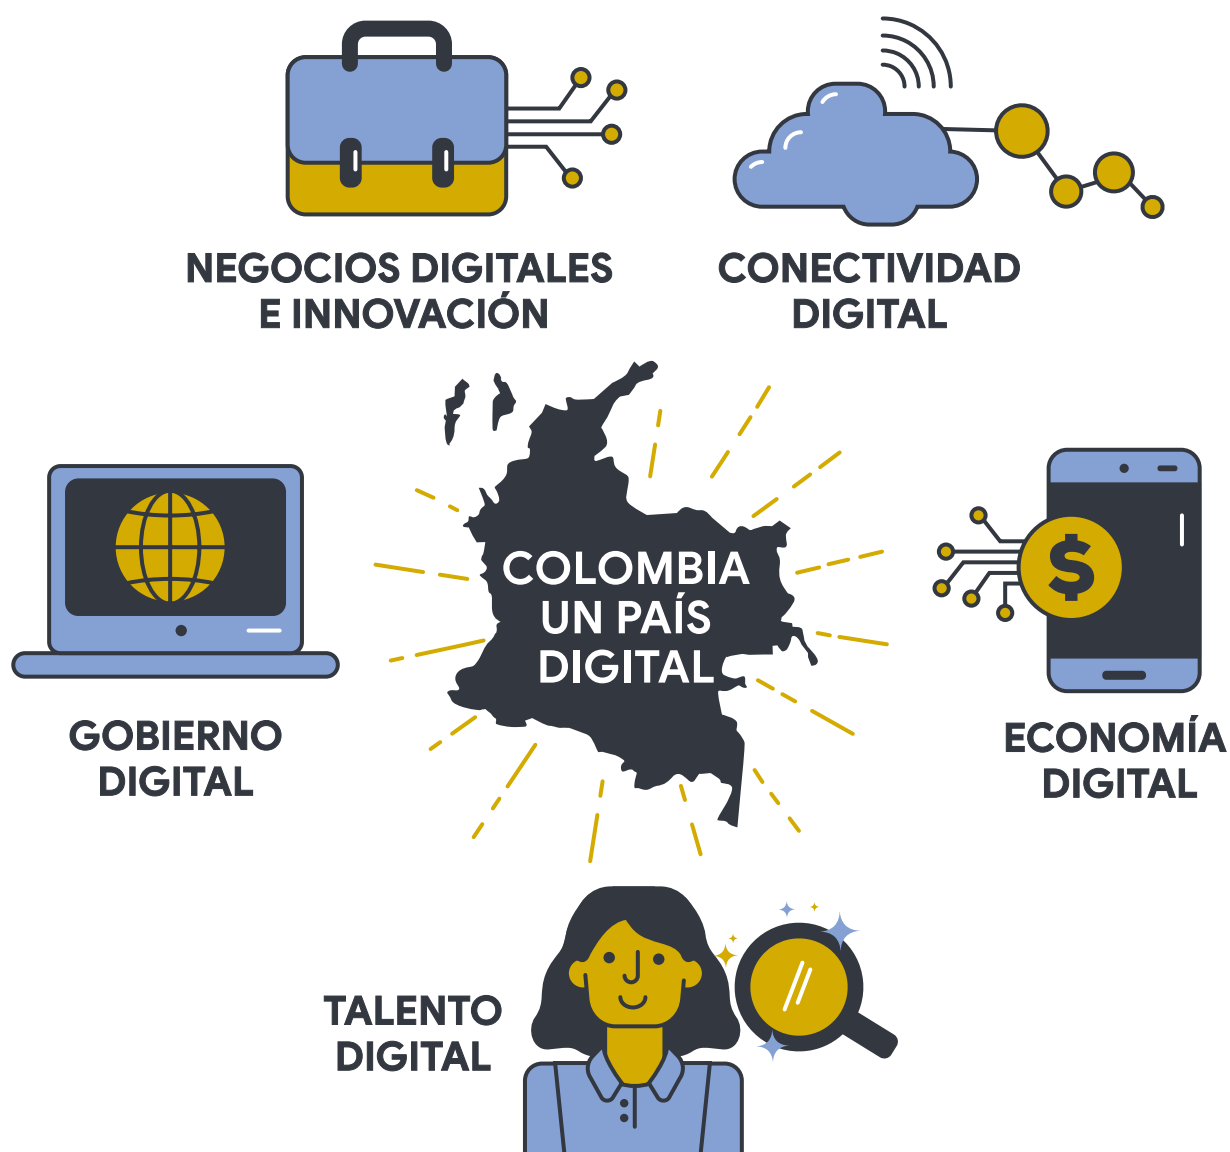 NEGOCIOS DIGITALES
E INNOVACIÓN
CONECTIVIDAD
DIGITAL
COLOMBIA
UN PAÍS
DIGITAL
$
GOBIERNO
DIGITAL
ECONOMÍA
DIGITAL
TALENTO
DIGITAL